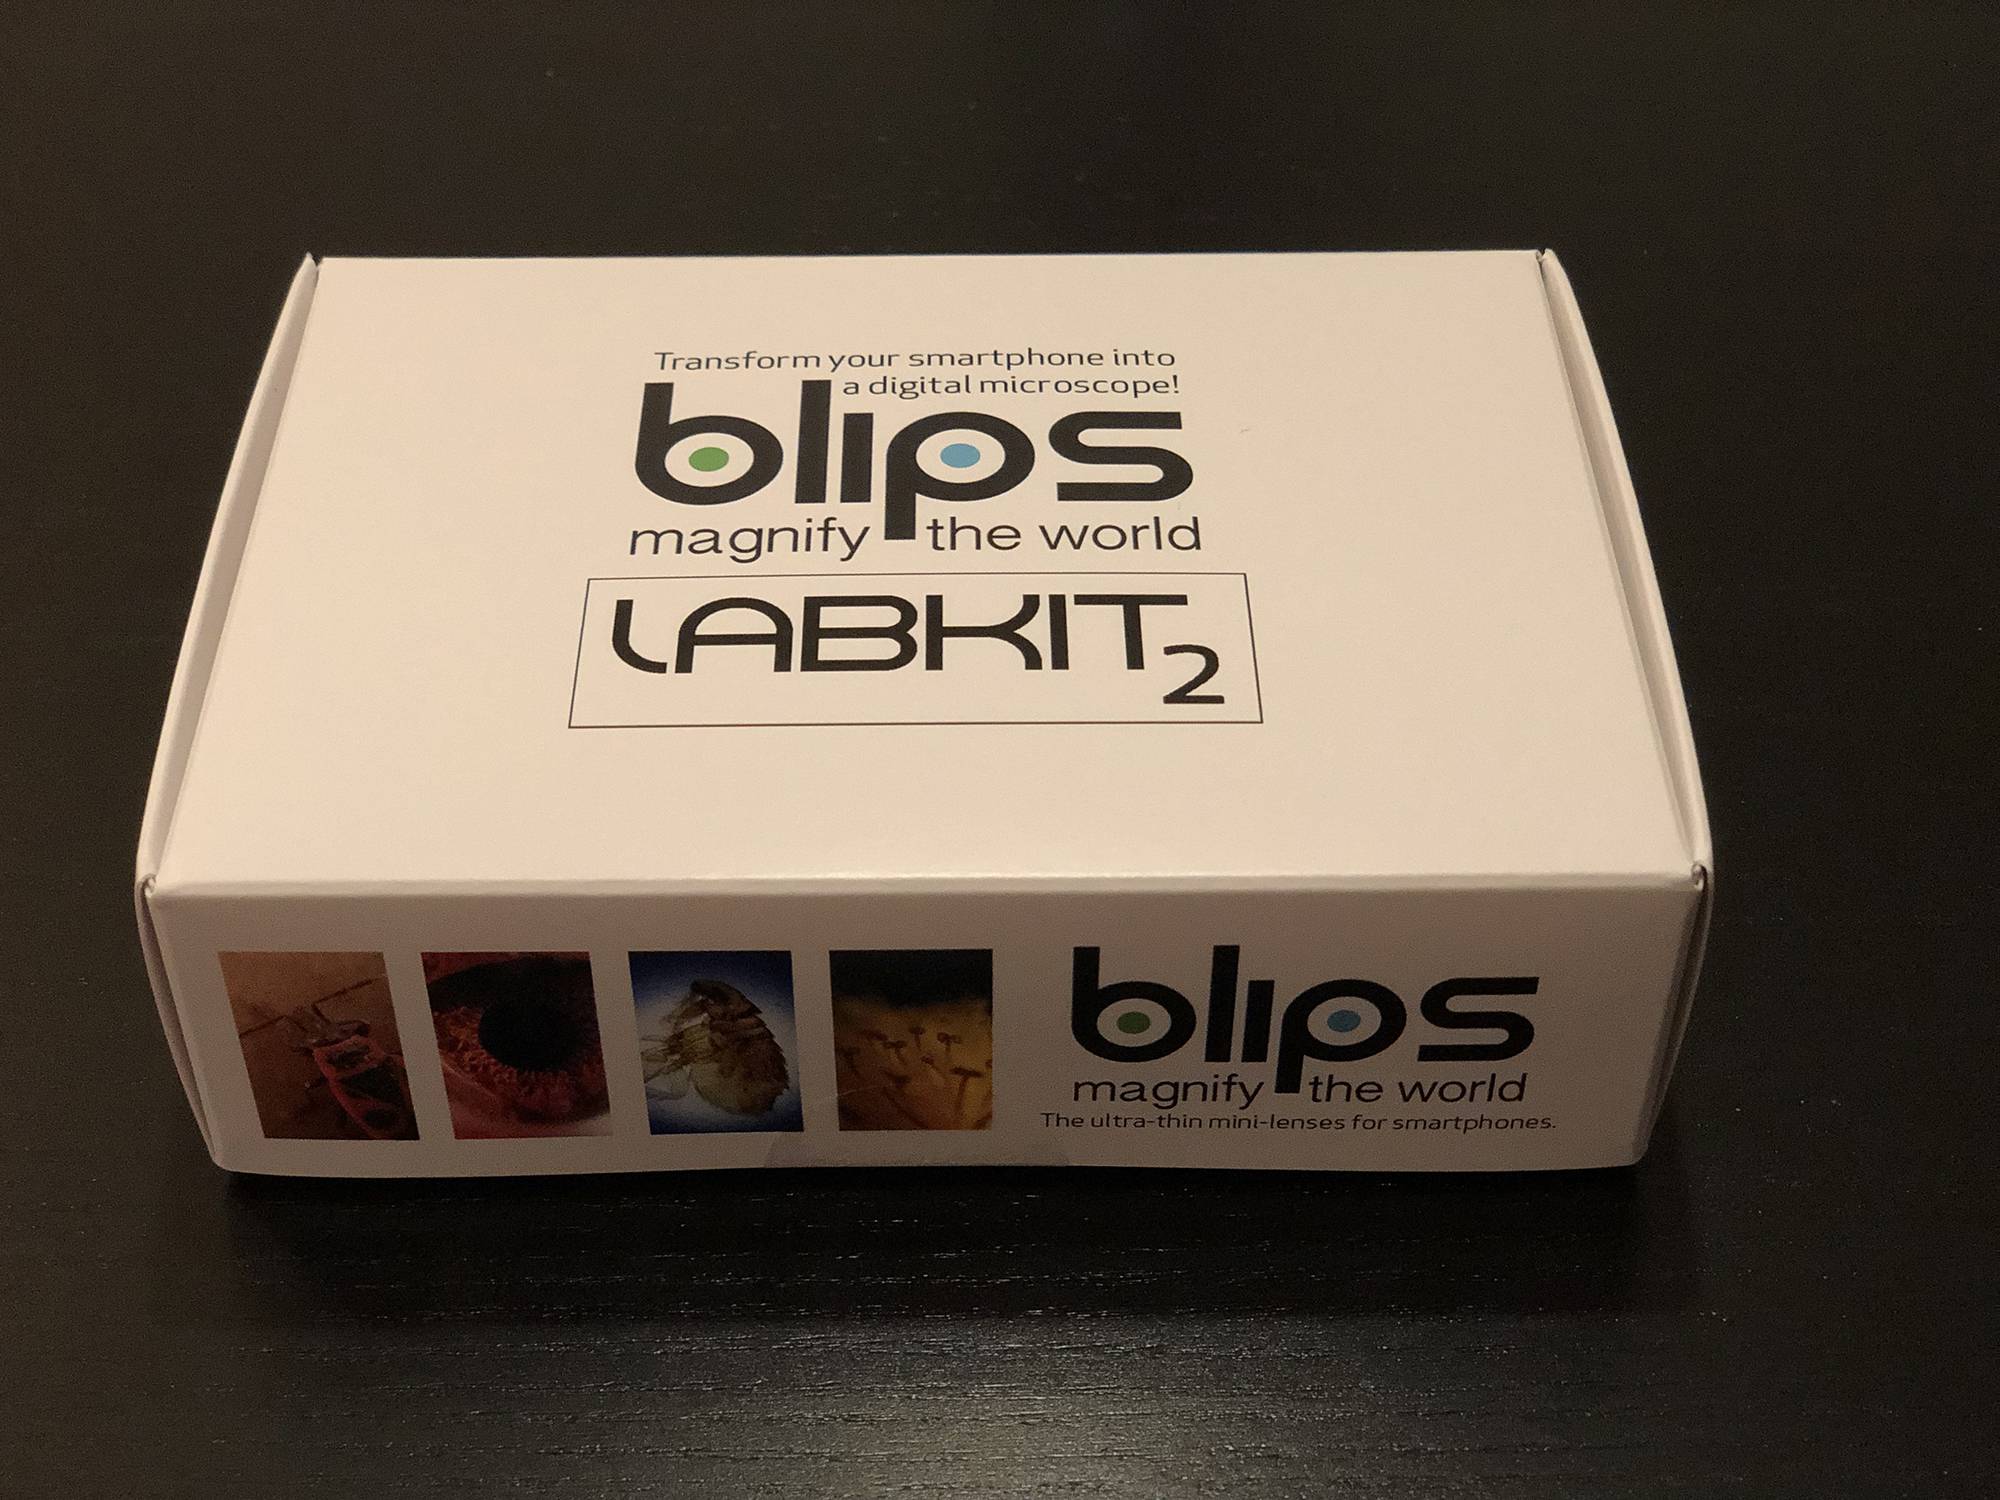 Transform your smartphone into
a digital microscope!
blips
magnify the world
LABKIT2
blips
magnify the world
The ultra-thin mini-lenses for smartphones.